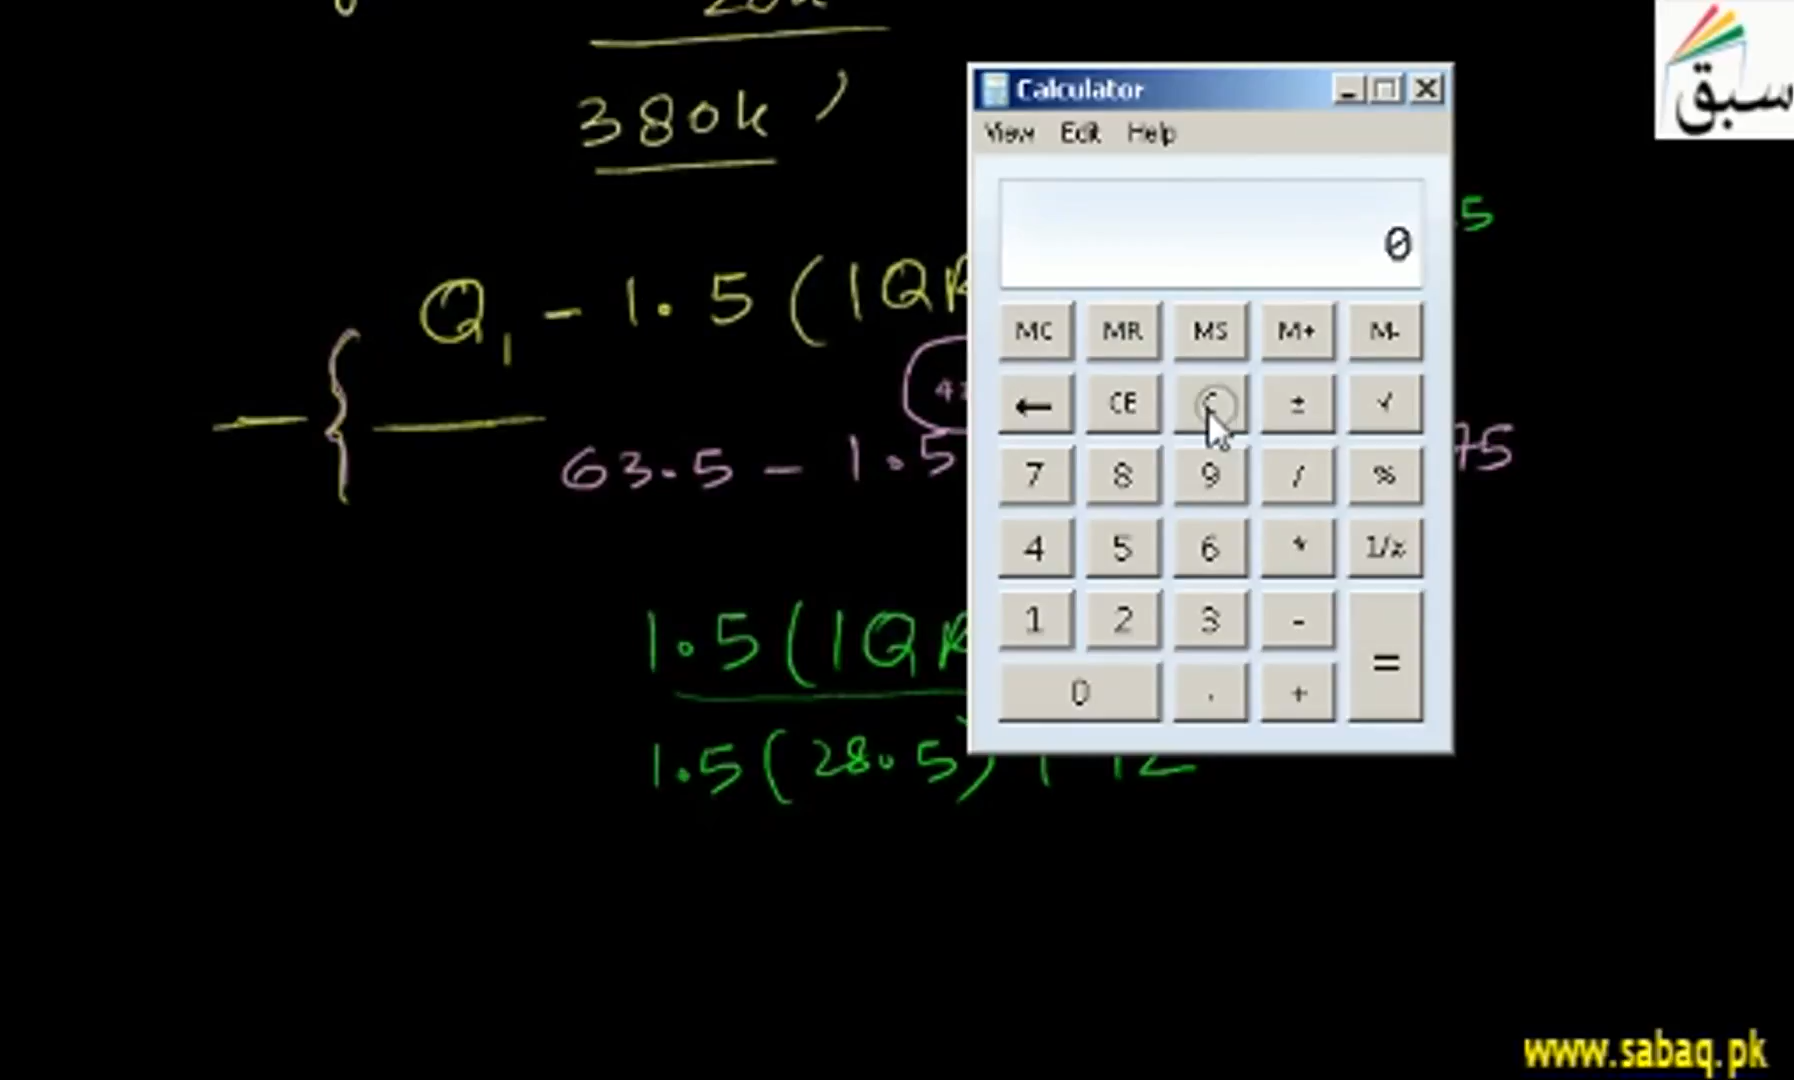 380k
سبق
Calculator
View Edit Help
0
Q₁ - 1.5 (IQR
63.5 - 1.5
1.5 (IQR
1.5 (28.5)
MC MR MS M+ M-
← CE C ± √
7 8 9 / %
4 5 6 * 1/x
1 2 3 - =
0 . +
www.sabaq.pk